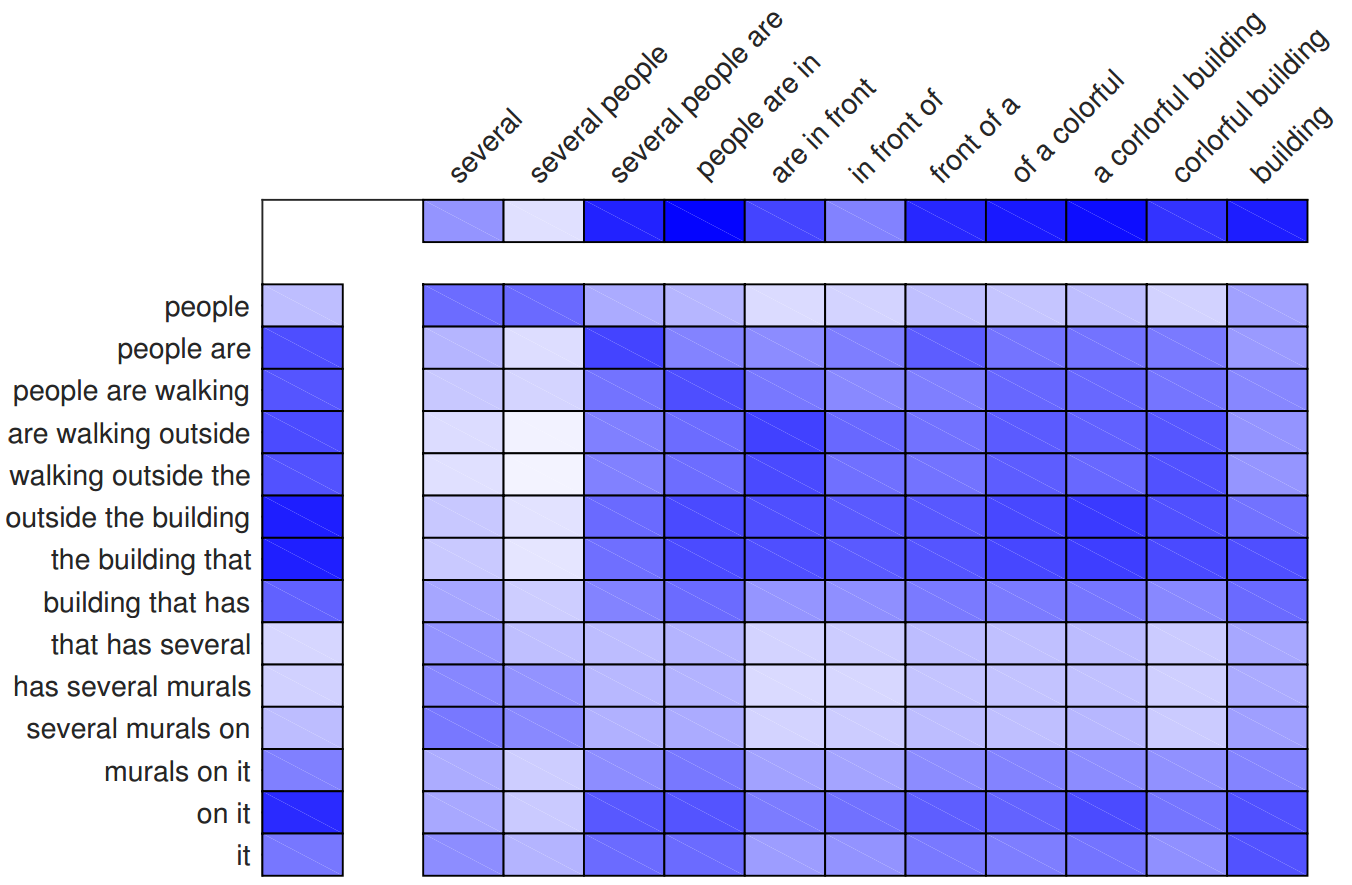 several
several people
several people are
people are in
are in front
in front of
front of a
of a colorful
a corlorful building
corlorful building
building
people
people are
people are walking
are walking outside
walking outside the
outside the building
the building that
building that has
that has several
has several murals
several murals on
murals on it
on it
it